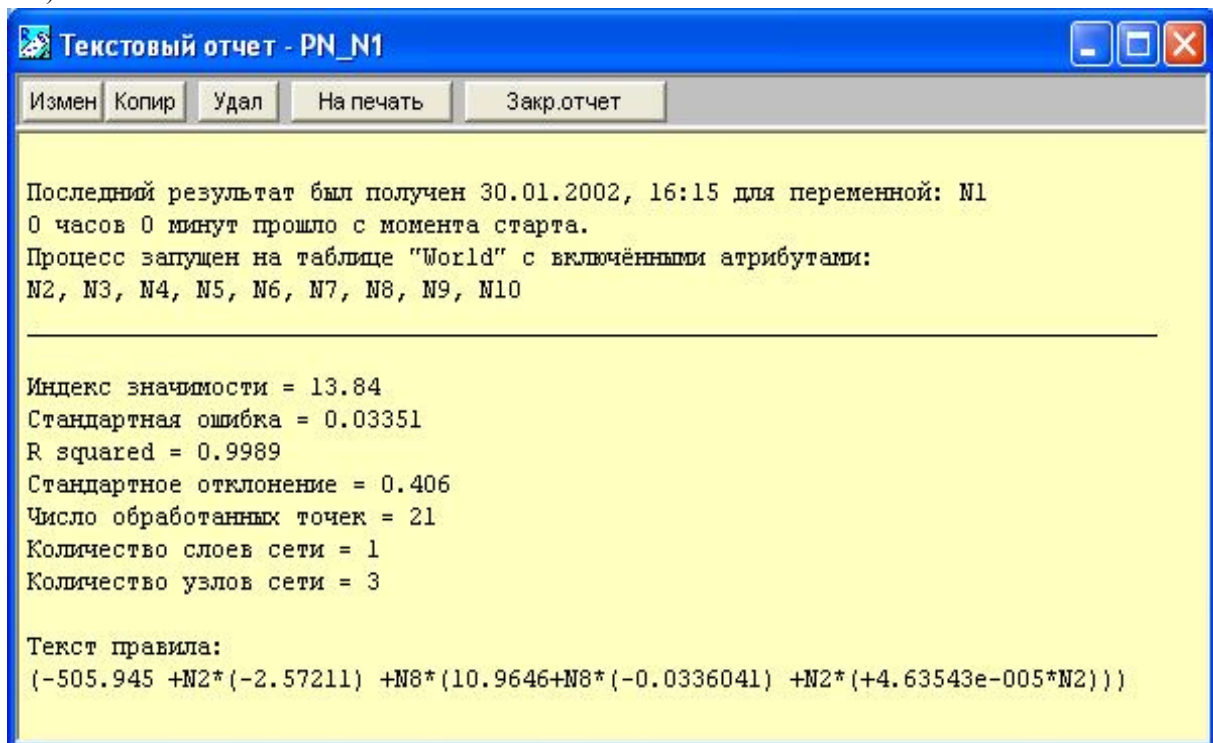 )
Текстовый отчет - PN_N1
Измен Копир Удал На печать Закр.отчет
Последний результат был получен 30.01.2002, 16:15 для переменной: N1
0 часов 0 минут прошло с момента старта.
Процесс запущен на таблице "World" с включёнными атрибутами:
N2, N3, N4, N5, N6, N7, N8, N9, N10
Индекс значимости = 13.84
Стандартная ошибка = 0.03351
R squared = 0.9989
Стандартное отклонение = 0.406
Число обработанных точек = 21
Количество слоев сети = 1
Количество узлов сети = 3
Текст правила:
(-505.945 +N2*(-2.57211) +N8*(10.9646+N8*(-0.0336041) +N2*(+4.63543e-005*N2)))